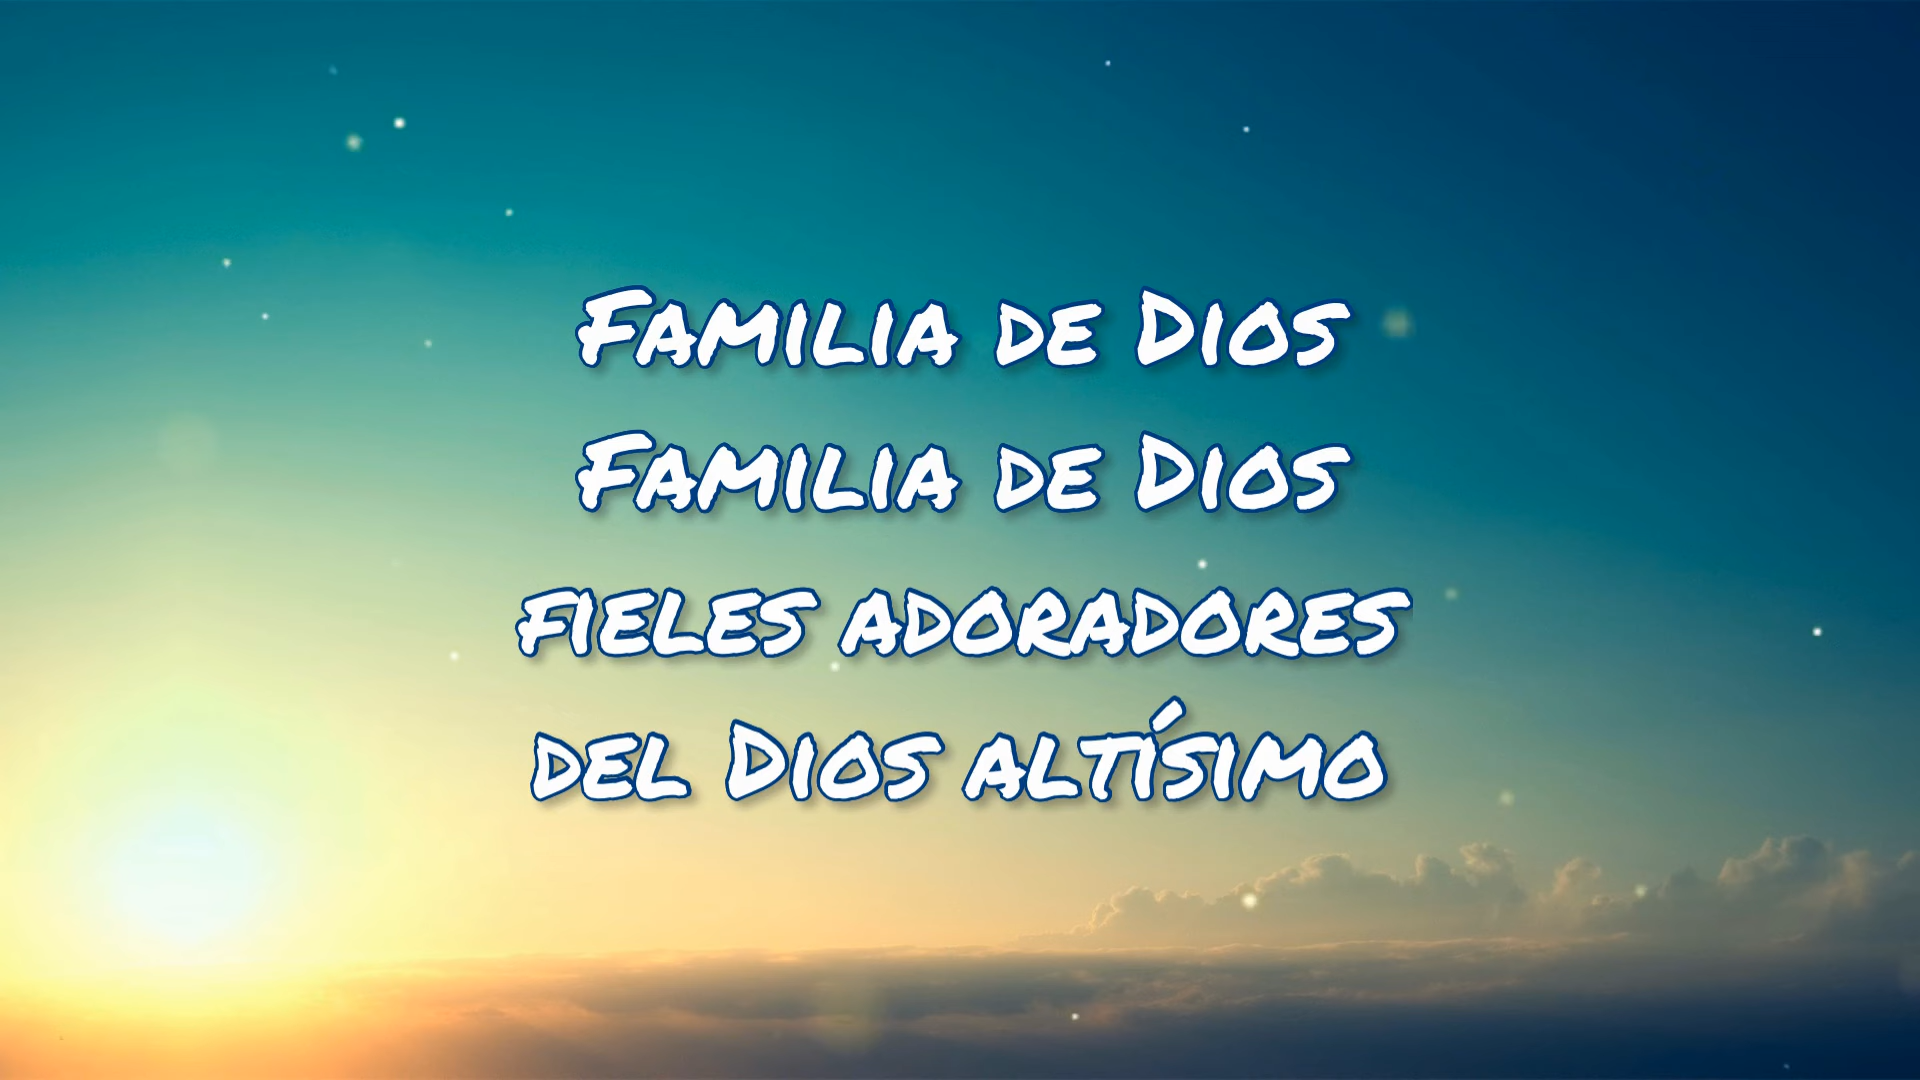 Familia de Dios
Familia de Dios
fieles adoradores
del Dios altísimo